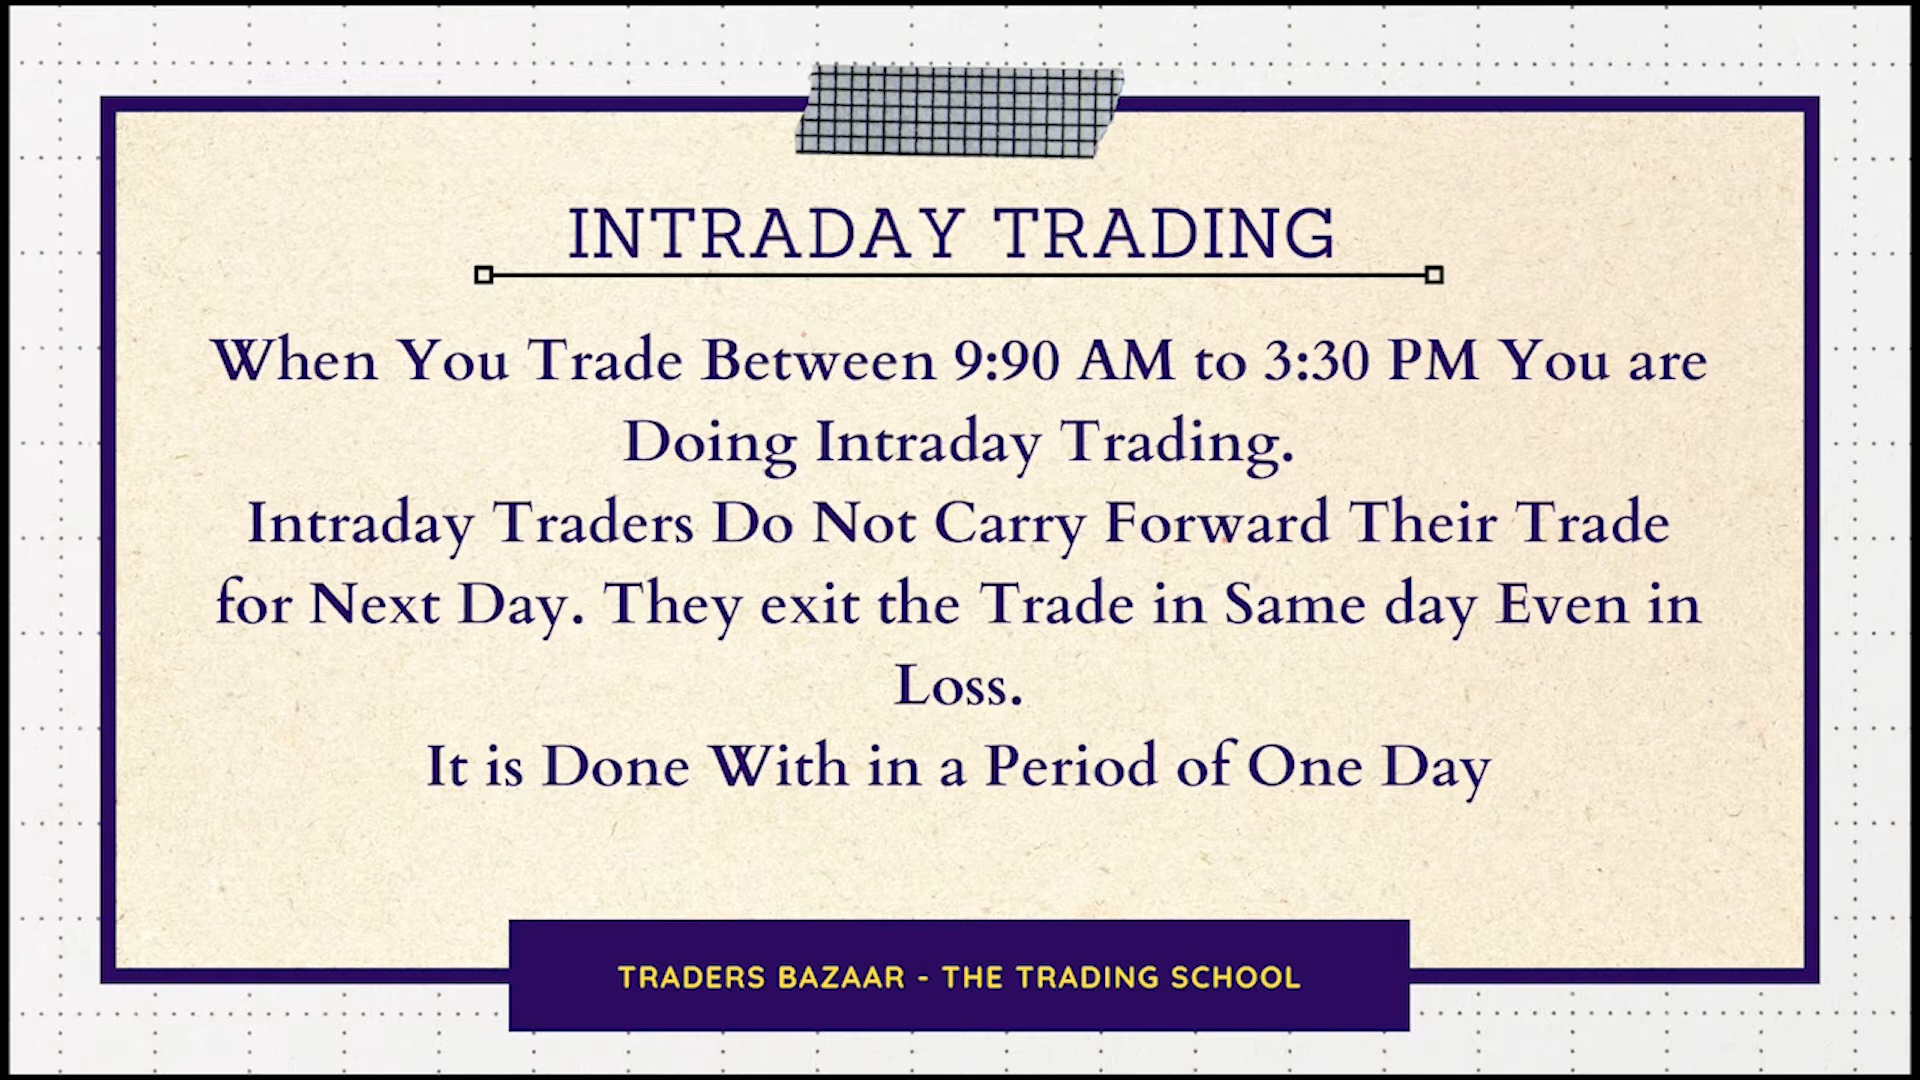 INTRADAY TRADING
When You Trade Between 9:90 AM to 3:30 PM You are
Doing Intraday Trading.
Intraday Traders Do Not Carry Forward Their Trade
for Next Day. They exit the Trade in Same day Even in
Loss.
It is Done With in a Period of One Day
TRADERS BAZAAR - THE TRADING SCHOOL